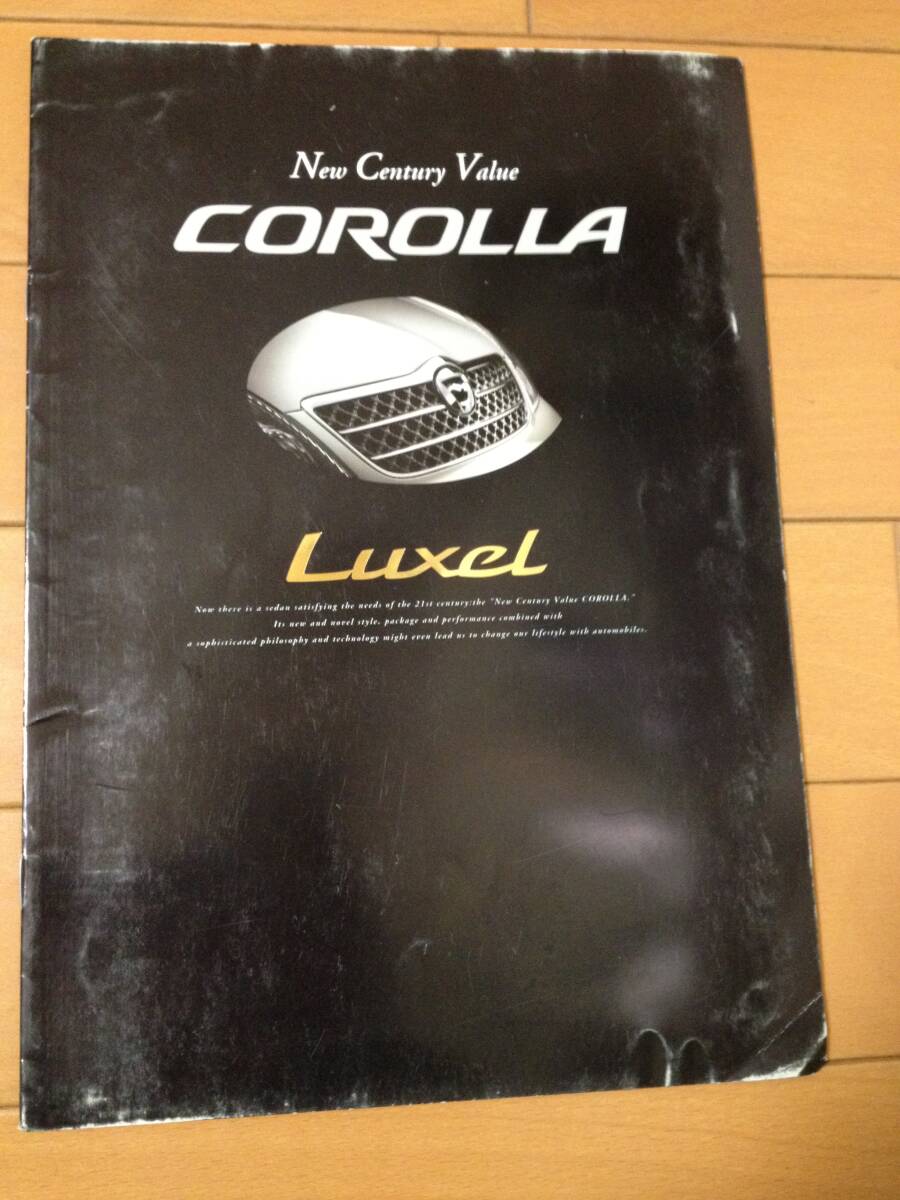 New Century Value
COROLLA
Luxel
Now there is a sedan satisfying the needs of the 21st century:the "New Century Value COROLLA."
Its new and novel style, package and performance combined with
a sophisticated philosophy and technology might even lead us to change our lifestyle with automobiles.